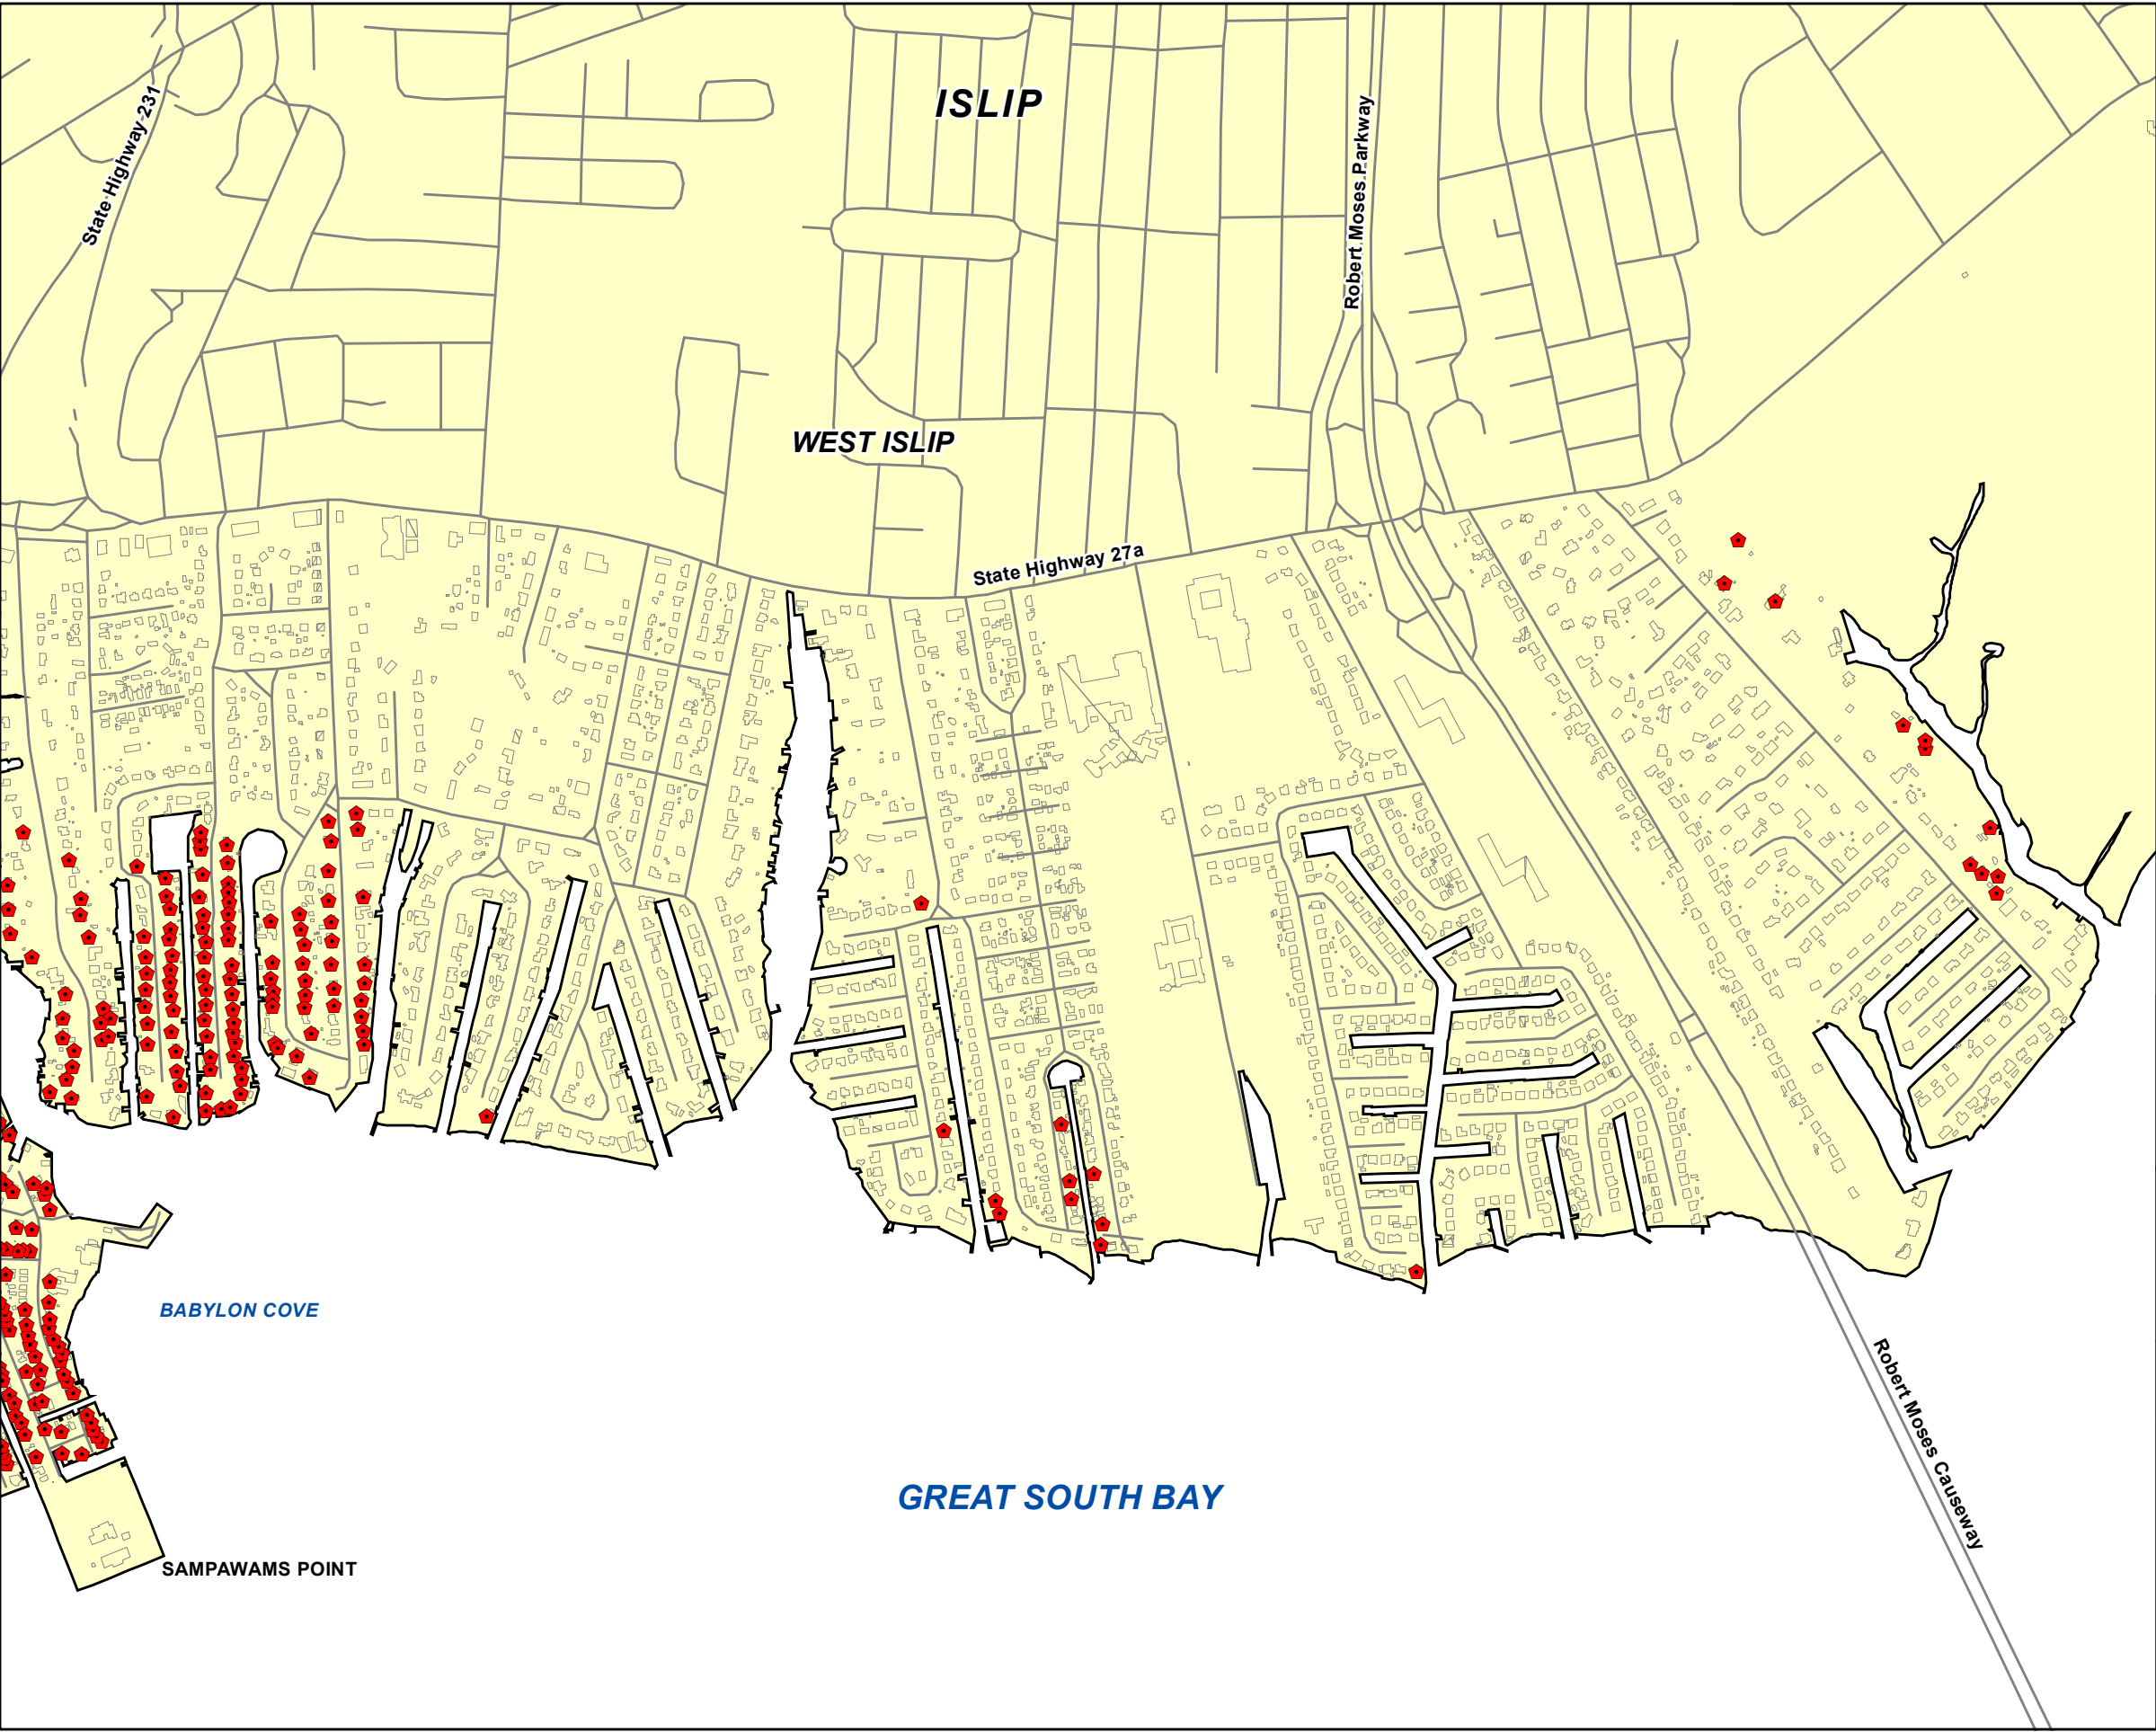 ISLIP
State Highway 231
Robert Moses Parkway
WEST ISLIP
State Highway 27a
BABYLON COVE
Robert Moses Causeway
GREAT SOUTH BAY
SAMPAWAMS POINT